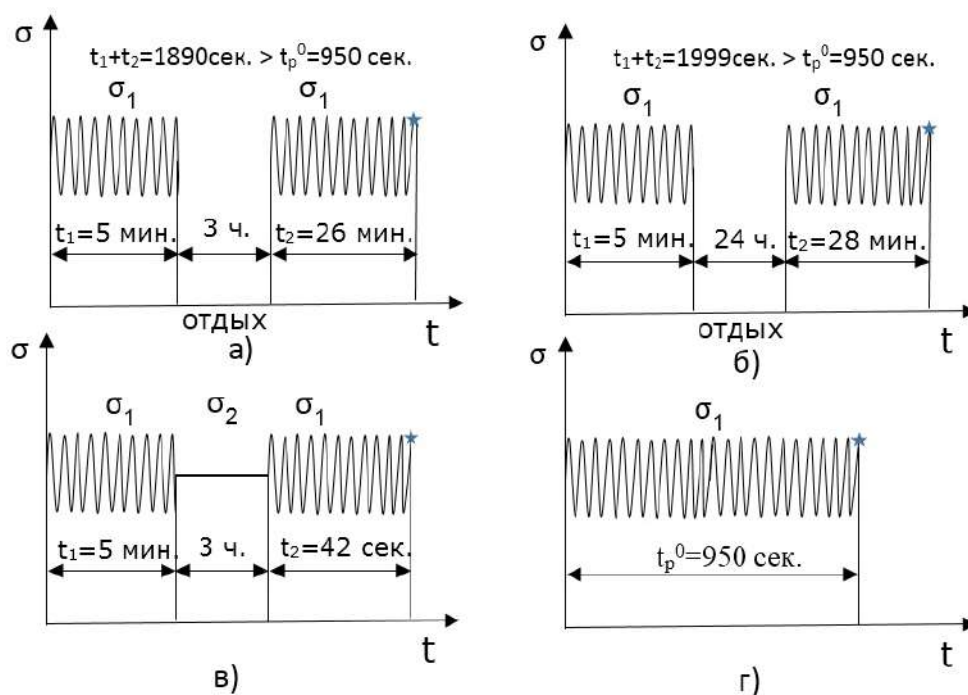 σ
t₁+t₂=1890сек. > tₚ⁰=950 сек.
σ₁ σ₁
t₁=5 мин. 3 ч. t₂=26 мин.
отдых t
а)
σ
t₁+t₂=1999сек. > tₚ⁰=950 сек.
σ₁ σ₁
t₁=5 мин. 24 ч. t₂=28 мин.
отдых t
б)
σ
σ₁ σ₂ σ₁
t₁=5 мин. 3 ч. t₂=42 сек.
t
в)
σ
σ₁
tₚ⁰=950 сек.
t
г)